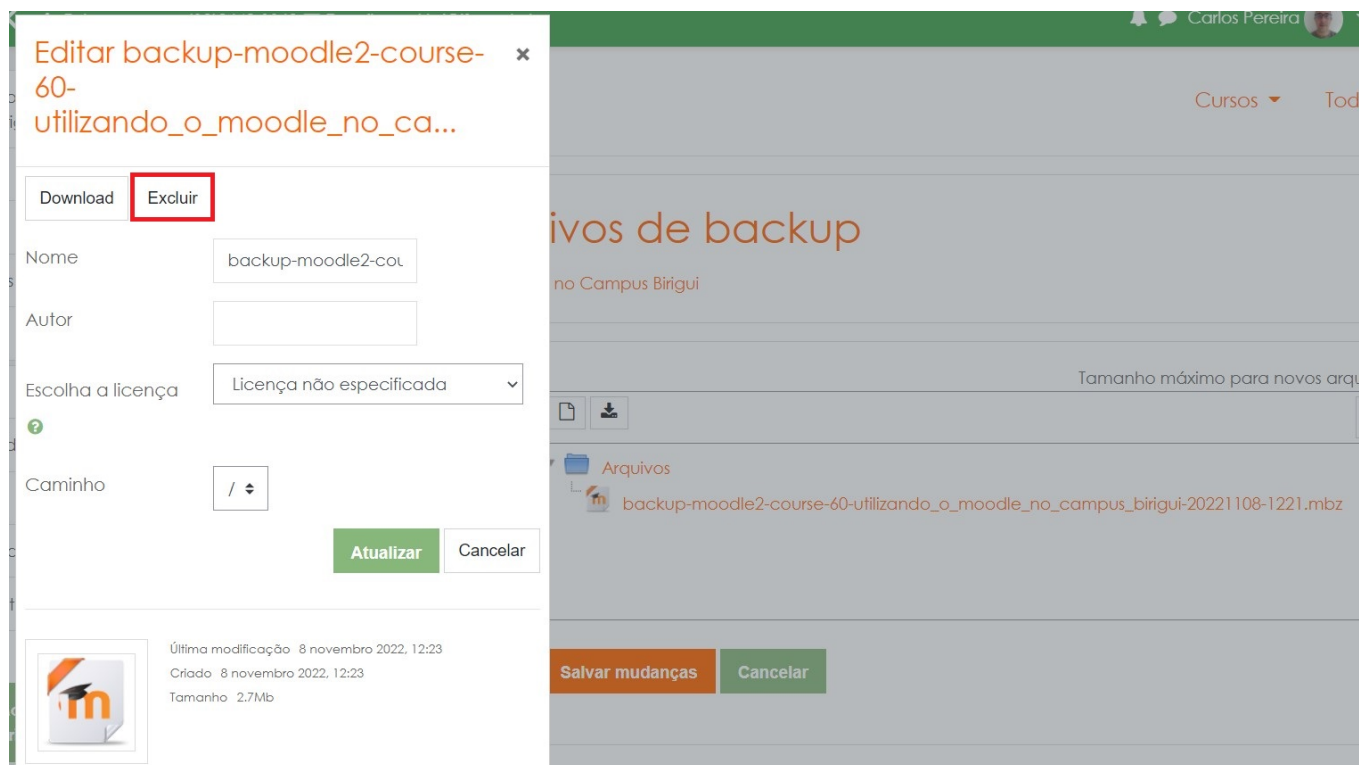 Carlos Pereira
Editar backup-moodle2-course-
60-
utilizando_o_moodle_no_ca...
×
Cursos
Tod
Download Excluir
ivos de backup
Nome backup-moodle2-cou
no Campus Birigui
Autor
Escolha a licença Licença não especificada
Tamanho máximo para novos arqu
Arquivos
Caminho /
backup-moodle2-course-60-utilizando_o_moodle_no_campus_birigui-20221108-1221.mbz
Atualizar Cancelar
Última modificação 8 novembro 2022, 12:23
Criado 8 novembro 2022, 12:23
Tamanho 2.7Mb
Salvar mudanças Cancelar